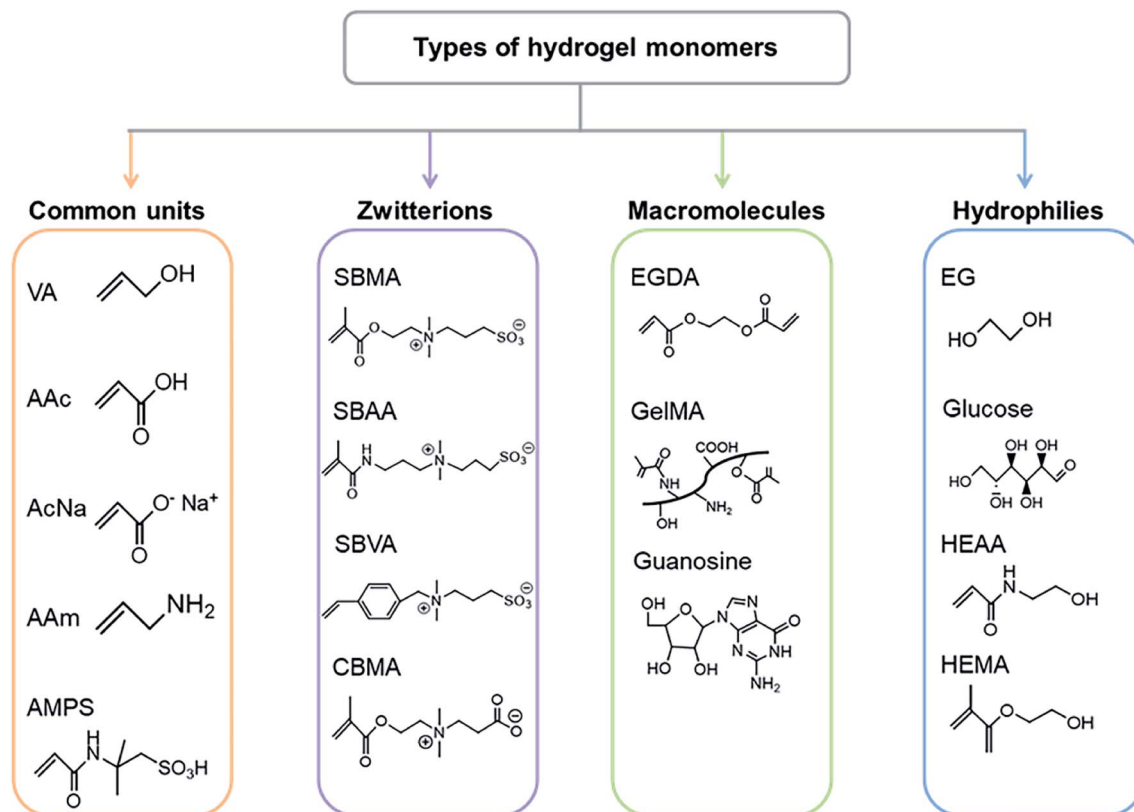 Types of hydrogel monomers
Common units
VA
OH
AAc
OH
O
AcNa
O⁻ Na⁺
O
AAm
NH₂
AMPS
H
N
O
SO₃H
Zwitterions
SBMA
O
O
N
⊕
SO₃
⊖
SBAA
H
N
O
N
⊕
SO₃
⊖
SBVA
N
⊕
SO₃
⊖
CBMA
O
O
N
⊕
O
O
⊖
Macromolecules
EGDA
O
O
O
O
GelMA
O
NH
OH
COOH
NH₂
O
O
Guanosine
OH
O
HO
OH
N
N
N
O
NH
NH₂
Hydrophilies
EG
HO
OH
Glucose
OH
OH
OH
HO
O
OH
OH
HEAA
H
N
O
OH
HEMA
O
O
OH